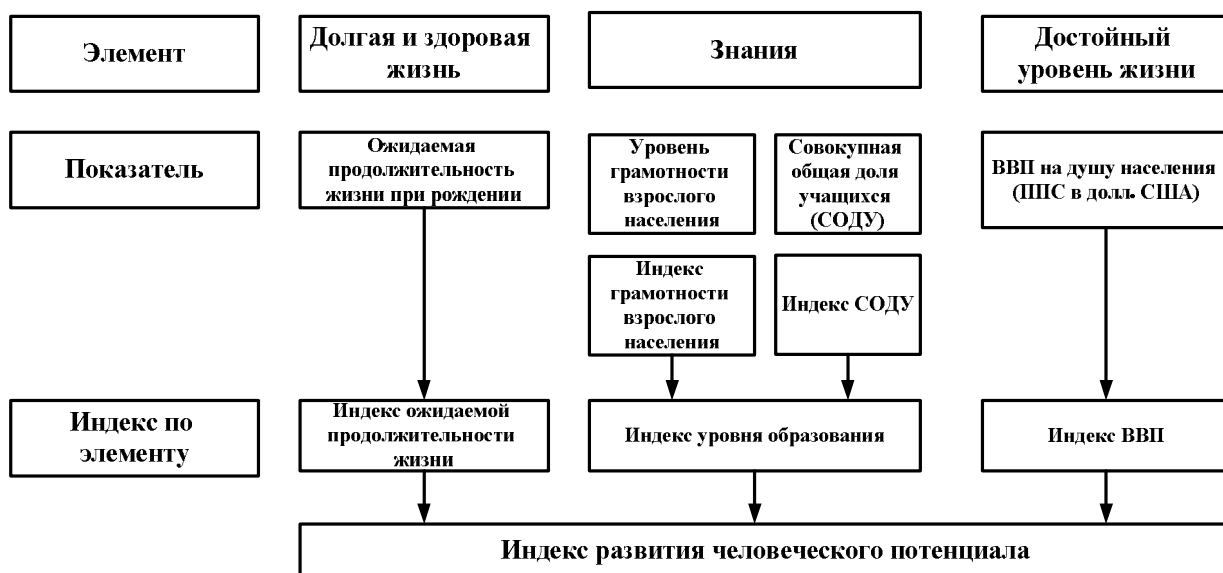 Элемент
Долгая и здоровая
жизнь
Знания
Достойный
уровень жизни
Показатель
Ожидаемая
продолжительность
жизни при рождении
Уровень
грамотности
взрослого
населения
Совокупная
общая доля
учащихся
(СОДУ)
ВВП на душу населения
(ППС в долл. США)
Индекс
грамотности
взрослого
населения
Индекс СОДУ
Индекс по
элементу
Индекс ожидаемой
продолжительности
жизни
Индекс уровня образования
Индекс ВВП
Индекс развития человеческого потенциала